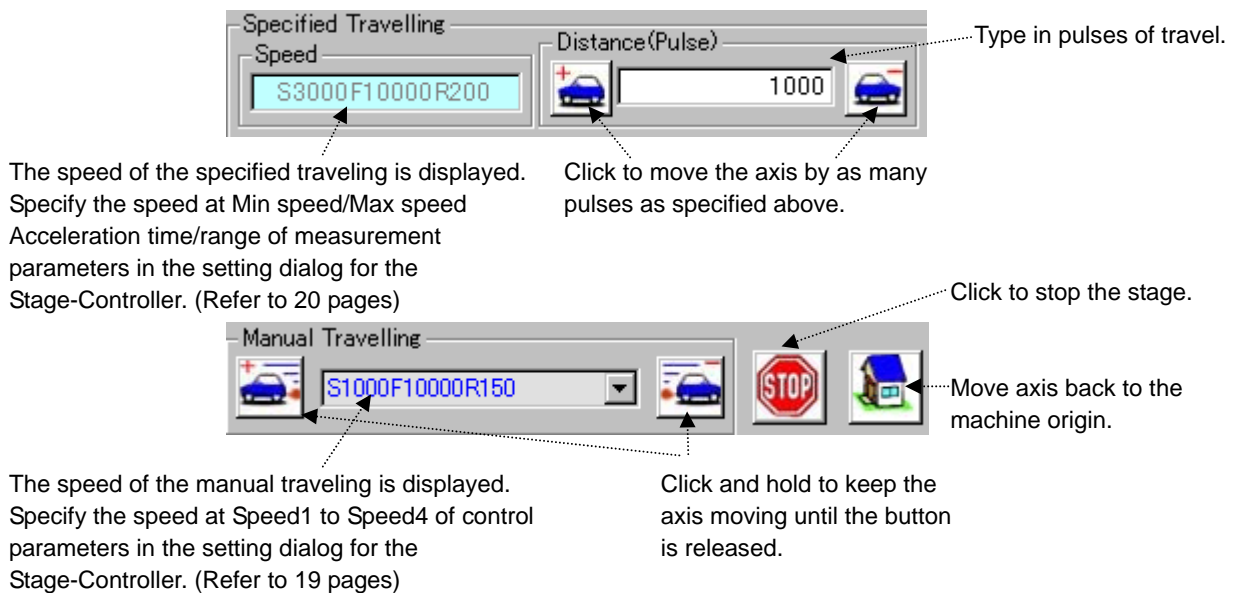 Specified Travelling
Speed
Distance(Pulse)
Type in pulses of travel.
+
-
S3000F10000R200
1000
The speed of the specified traveling is displayed.
Specify the speed at Min speed/Max speed
Acceleration time/range of measurement
parameters in the setting dialog for the
Stage-Controller. (Refer to 20 pages)
Click to move the axis by as many
pulses as specified above.
Click to stop the stage.
Manual Travelling
+
-
S1000F10000R150
STOP
Move axis back to the
machine origin.
The speed of the manual traveling is displayed.
Specify the speed at Speed1 to Speed4 of control
parameters in the setting dialog for the
Stage-Controller. (Refer to 19 pages)
Click and hold to keep the
axis moving until the button
is released.